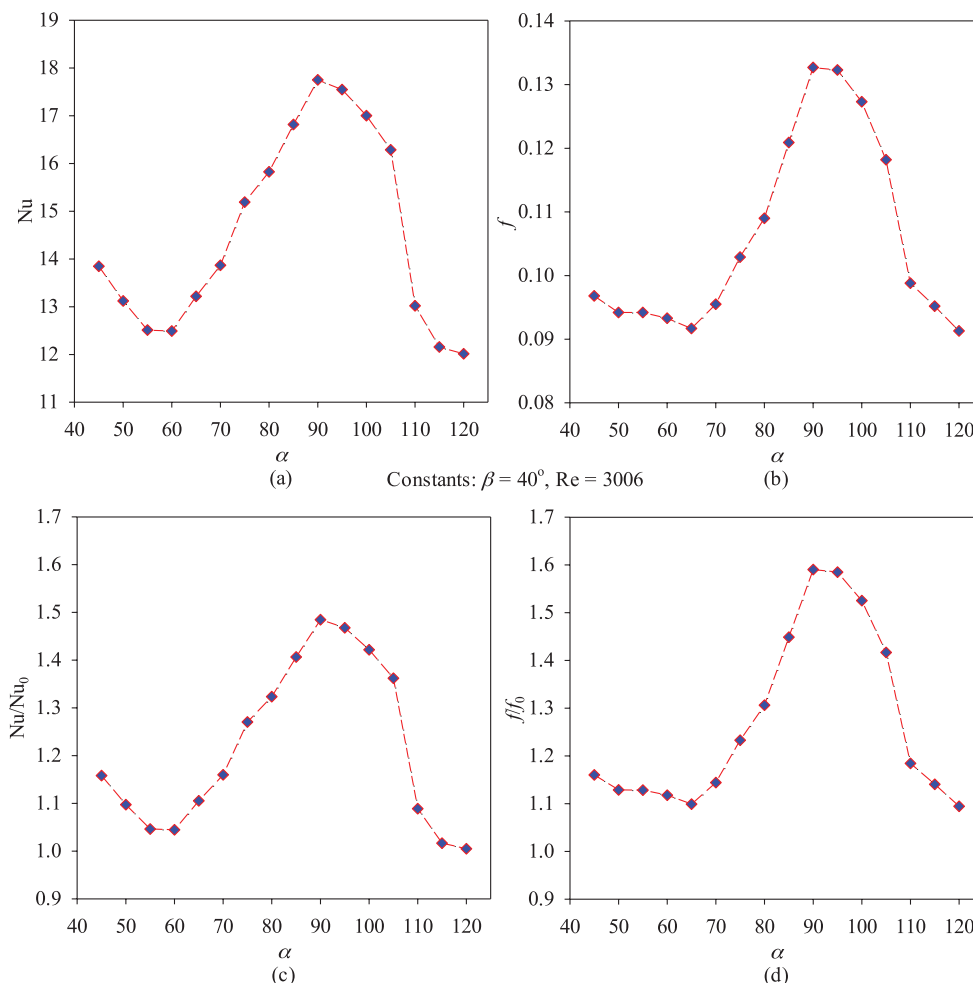 19
18
17
16
15
14
13
12
11
Nu
40 50 60 70 80 90 100 110 120
α
(a)
0.14
0.13
0.12
0.11
0.10
0.09
0.08
f
40 50 60 70 80 90 100 110 120
α
(b)
Constants: β = 40°, Re = 3006
1.7
1.6
1.5
1.4
1.3
1.2
1.1
1.0
0.9
Nu/Nu₀
40 50 60 70 80 90 100 110 120
α
(c)
1.7
1.6
1.5
1.4
1.3
1.2
1.1
1.0
0.9
f/f₀
40 50 60 70 80 90 100 110 120
α
(d)